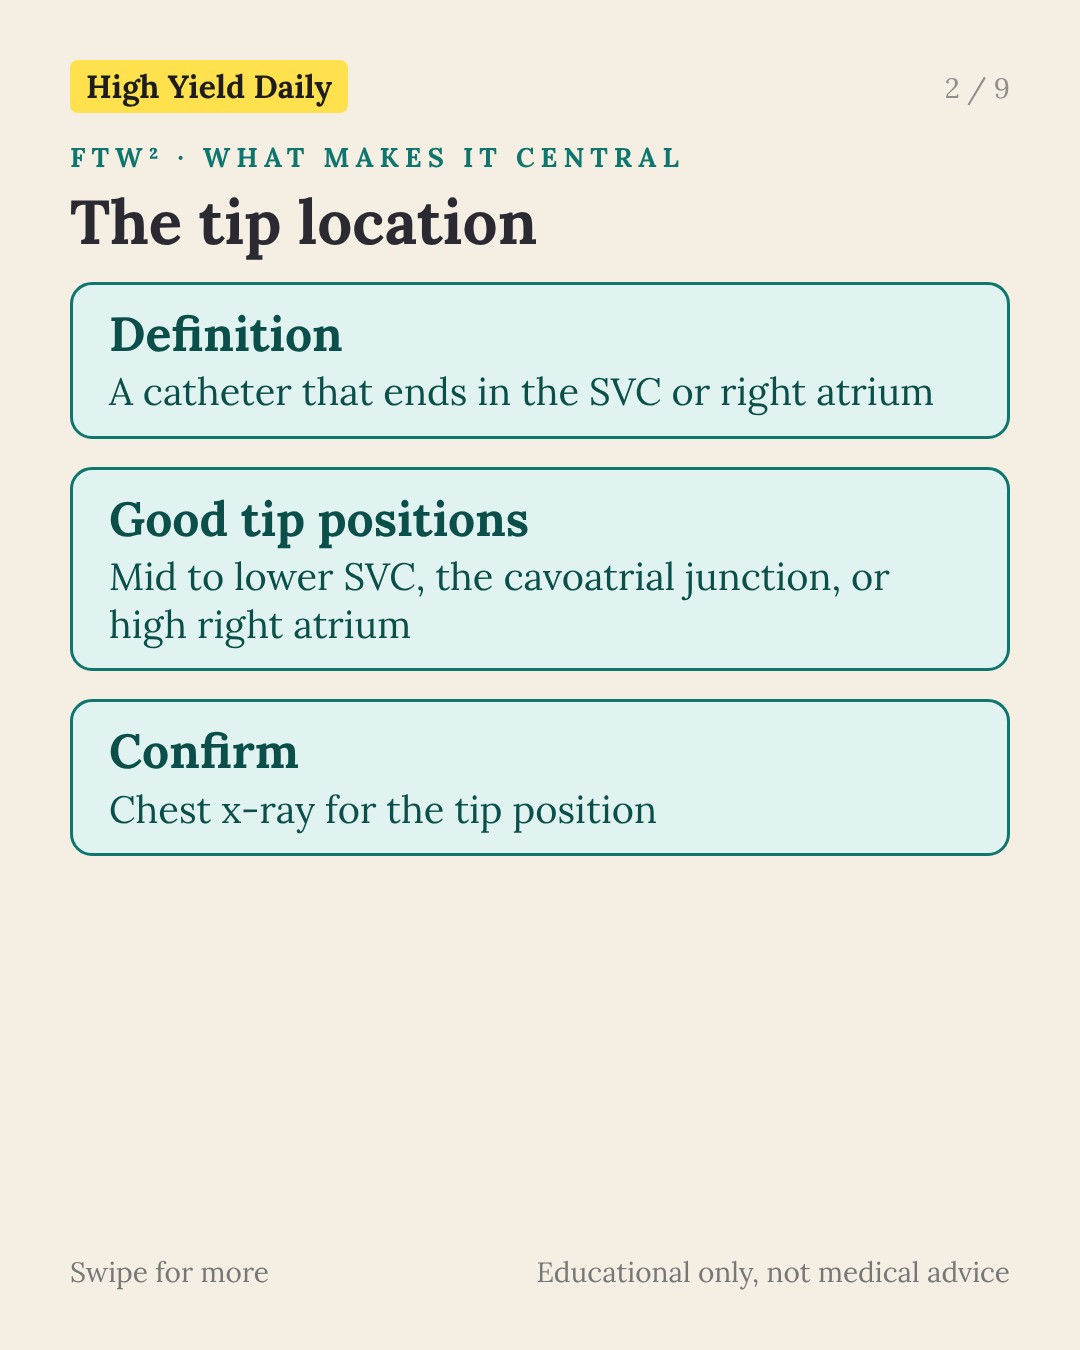 High Yield Daily
2 / 9
FTW² · WHAT MAKES IT CENTRAL
The tip location
Definition
A catheter that ends in the SVC or right atrium
Good tip positions
Mid to lower SVC, the cavoatrial junction, or
high right atrium
Confirm
Chest x-ray for the tip position
Swipe for more
Educational only, not medical advice